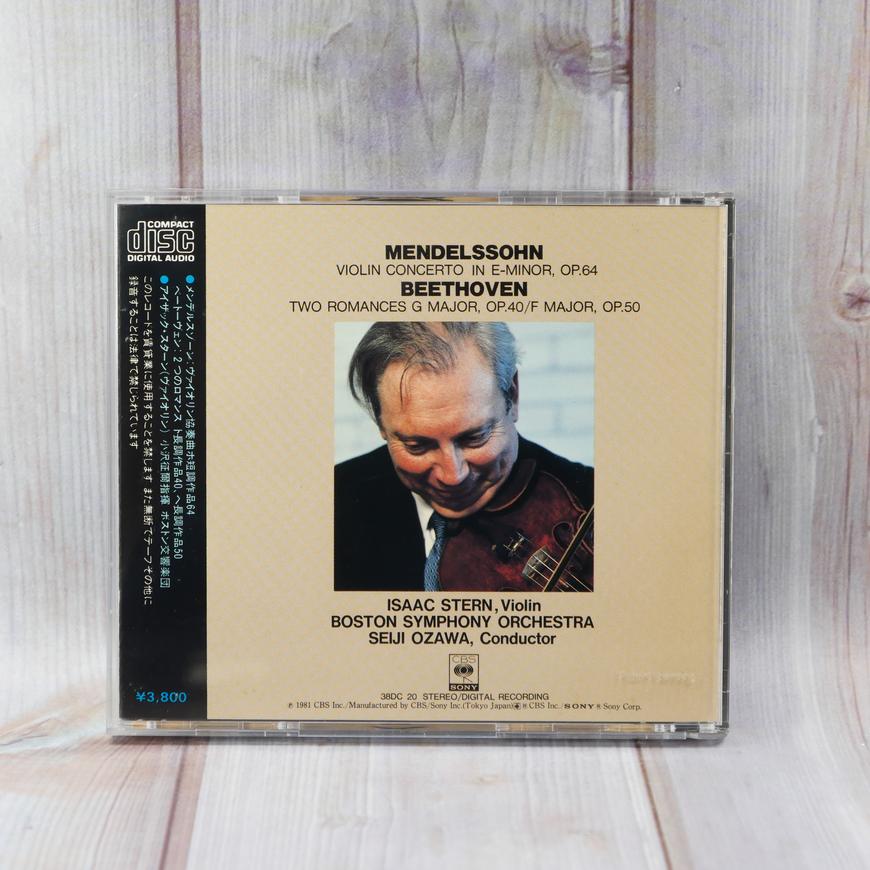 COMPACT
disc
DIGITAL AUDIO
●メンデルスゾーン:ヴァイオリン協奏曲ホ短調作品64
ベートーヴェン:2つのロマンス ト長調作品40、ヘ長調作品50
●アイザック・スターン(ヴァイオリン) 小沢征爾指揮 ボストン交響楽団
このレコードを賃貸業に使用することを禁じます また無断でテープその他に
録音することは法律で禁じられています
¥3,800
MENDELSSOHN
VIOLIN CONCERTO IN E-MINOR, OP.64
BEETHOVEN
TWO ROMANCES G MAJOR, OP.40/F MAJOR, OP.50
ISAAC STERN, Violin
BOSTON SYMPHONY ORCHESTRA
SEIJI OZAWA, Conductor
CBS
SONY
38DC 20 STEREO/DIGITAL RECORDING
℗ 1981 CBS Inc./Manufactured by CBS/Sony Inc.(Tokyo Japan) ® CBS Inc./SONY® Sony Corp.